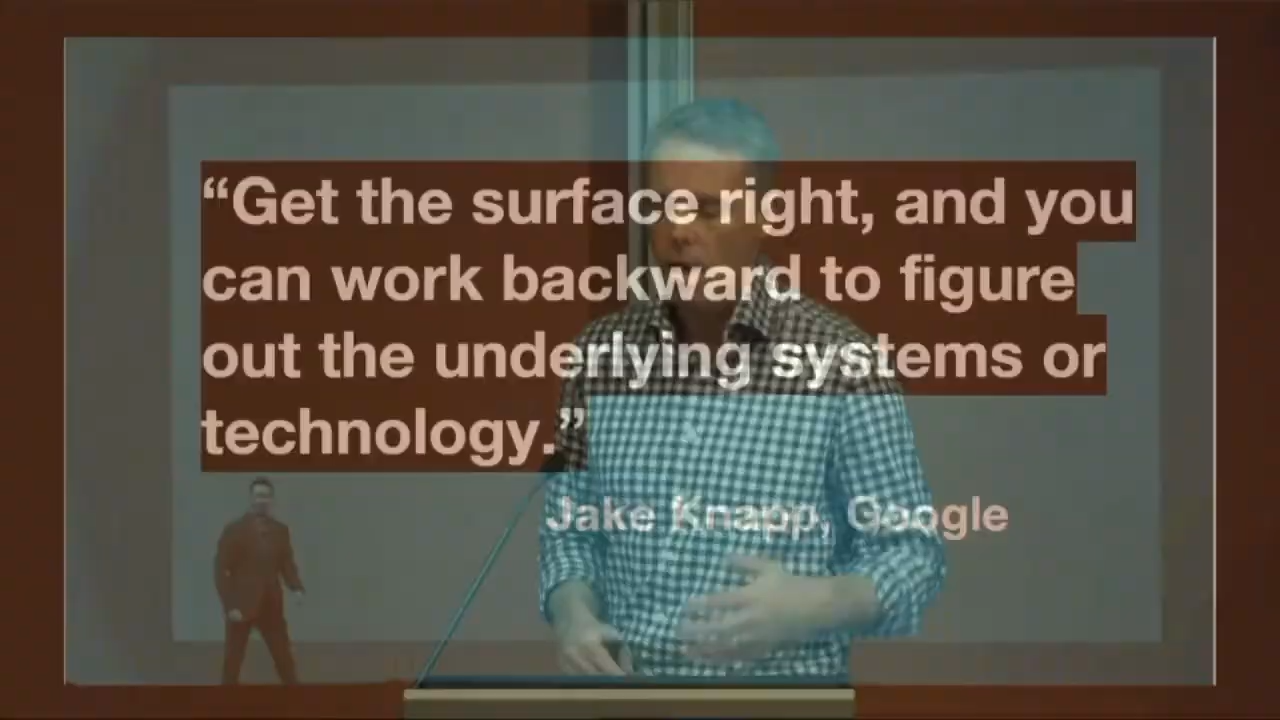 “Get the surface right, and you
can work backward to figure
out the underlying systems or
technology.”
Jake Knapp, Google